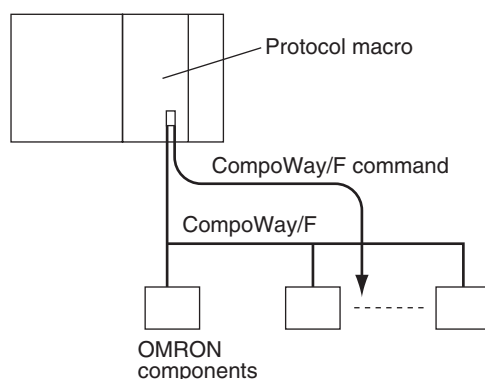 Protocol macro
CompoWay/F command
CompoWay/F
OMRON
components